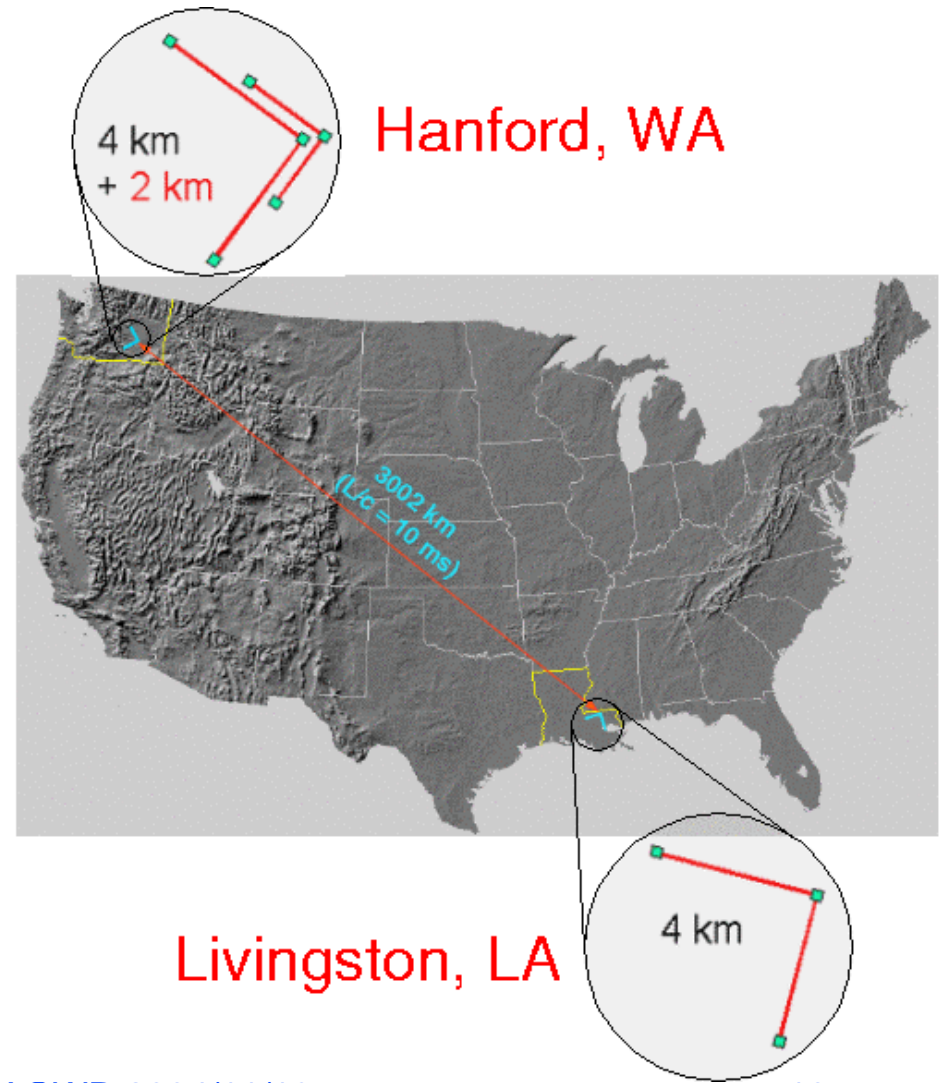 Hanford, WA
4 km
+ 2 km
3002 km
(L/c = 10 ms)
4 km
Livingston, LA